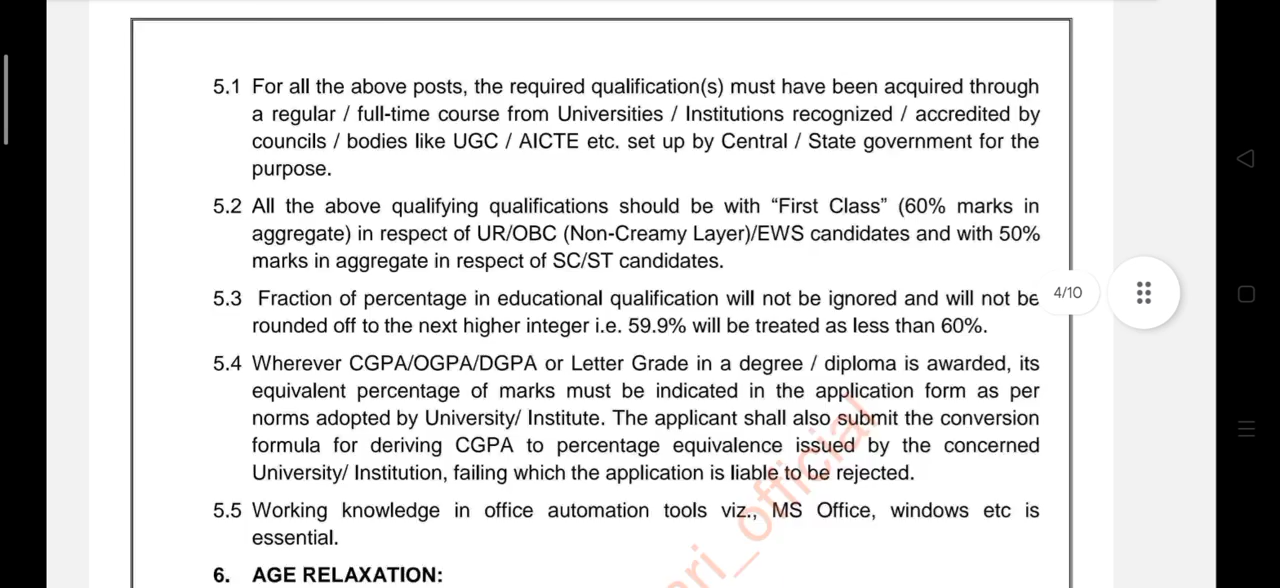 5.1 For all the above posts, the required qualification(s) must have been acquired through
a regular / full-time course from Universities / Institutions recognized / accredited by
councils / bodies like UGC / AICTE etc. set up by Central / State government for the
purpose.
5.2 All the above qualifying qualifications should be with “First Class” (60% marks in
aggregate) in respect of UR/OBC (Non-Creamy Layer)/EWS candidates and with 50%
marks in aggregate in respect of SC/ST candidates.
5.3 Fraction of percentage in educational qualification will not be ignored and will not be
rounded off to the next higher integer i.e. 59.9% will be treated as less than 60%.
4/10
5.4 Wherever CGPA/OGPA/DGPA or Letter Grade in a degree / diploma is awarded, its
equivalent percentage of marks must be indicated in the application form as per
norms adopted by University/ Institute. The applicant shall also submit the conversion
formula for deriving CGPA to percentage equivalence issued by the concerned
University/ Institution, failing which the application is liable to be rejected.
5.5 Working knowledge in office automation tools viz., MS Office, windows etc is
essential.
6. AGE RELAXATION: